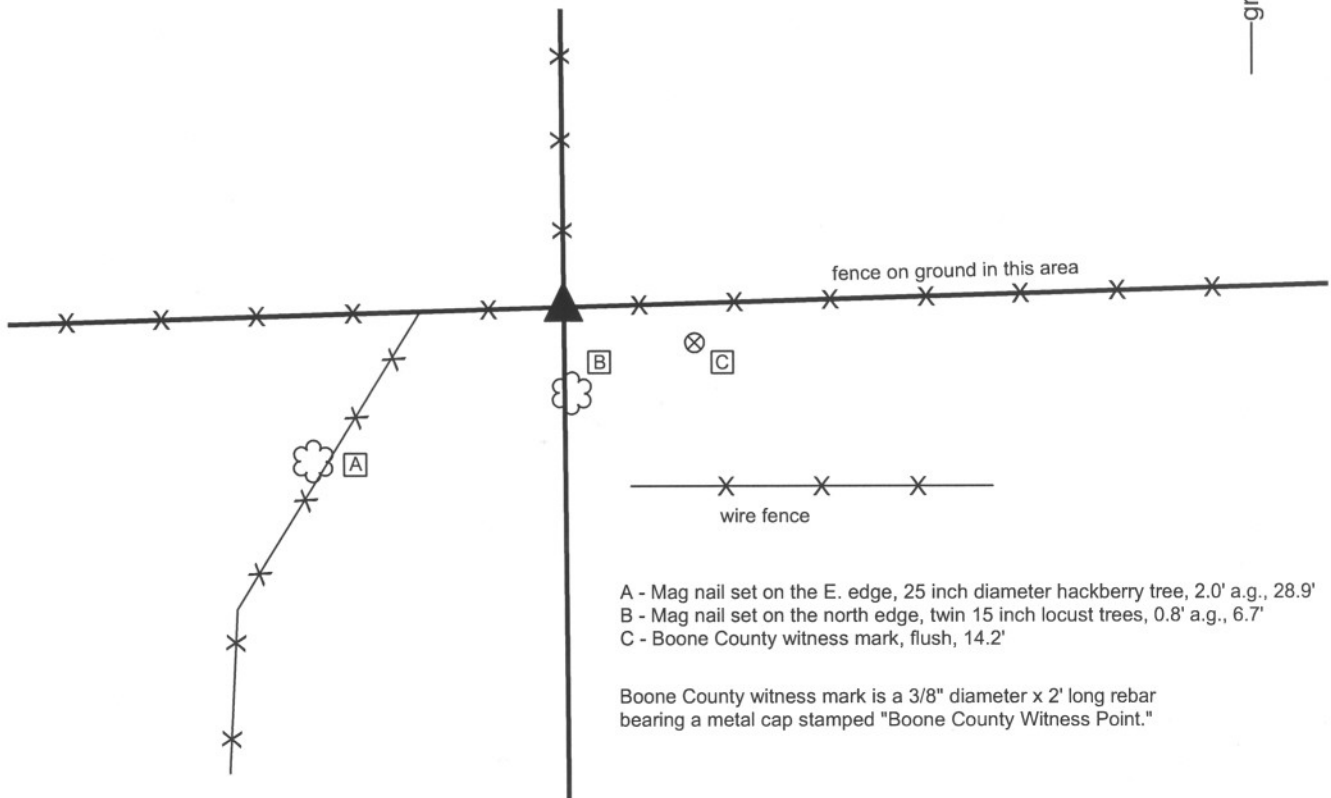 gr
fence on ground in this area
B
C
A
wire fence
A - Mag nail set on the E. edge, 25 inch diameter hackberry tree, 2.0' a.g., 28.9'
B - Mag nail set on the north edge, twin 15 inch locust trees, 0.8' a.g., 6.7'
C - Boone County witness mark, flush, 14.2'
Boone County witness mark is a 3/8" diameter x 2' long rebar
bearing a metal cap stamped "Boone County Witness Point."